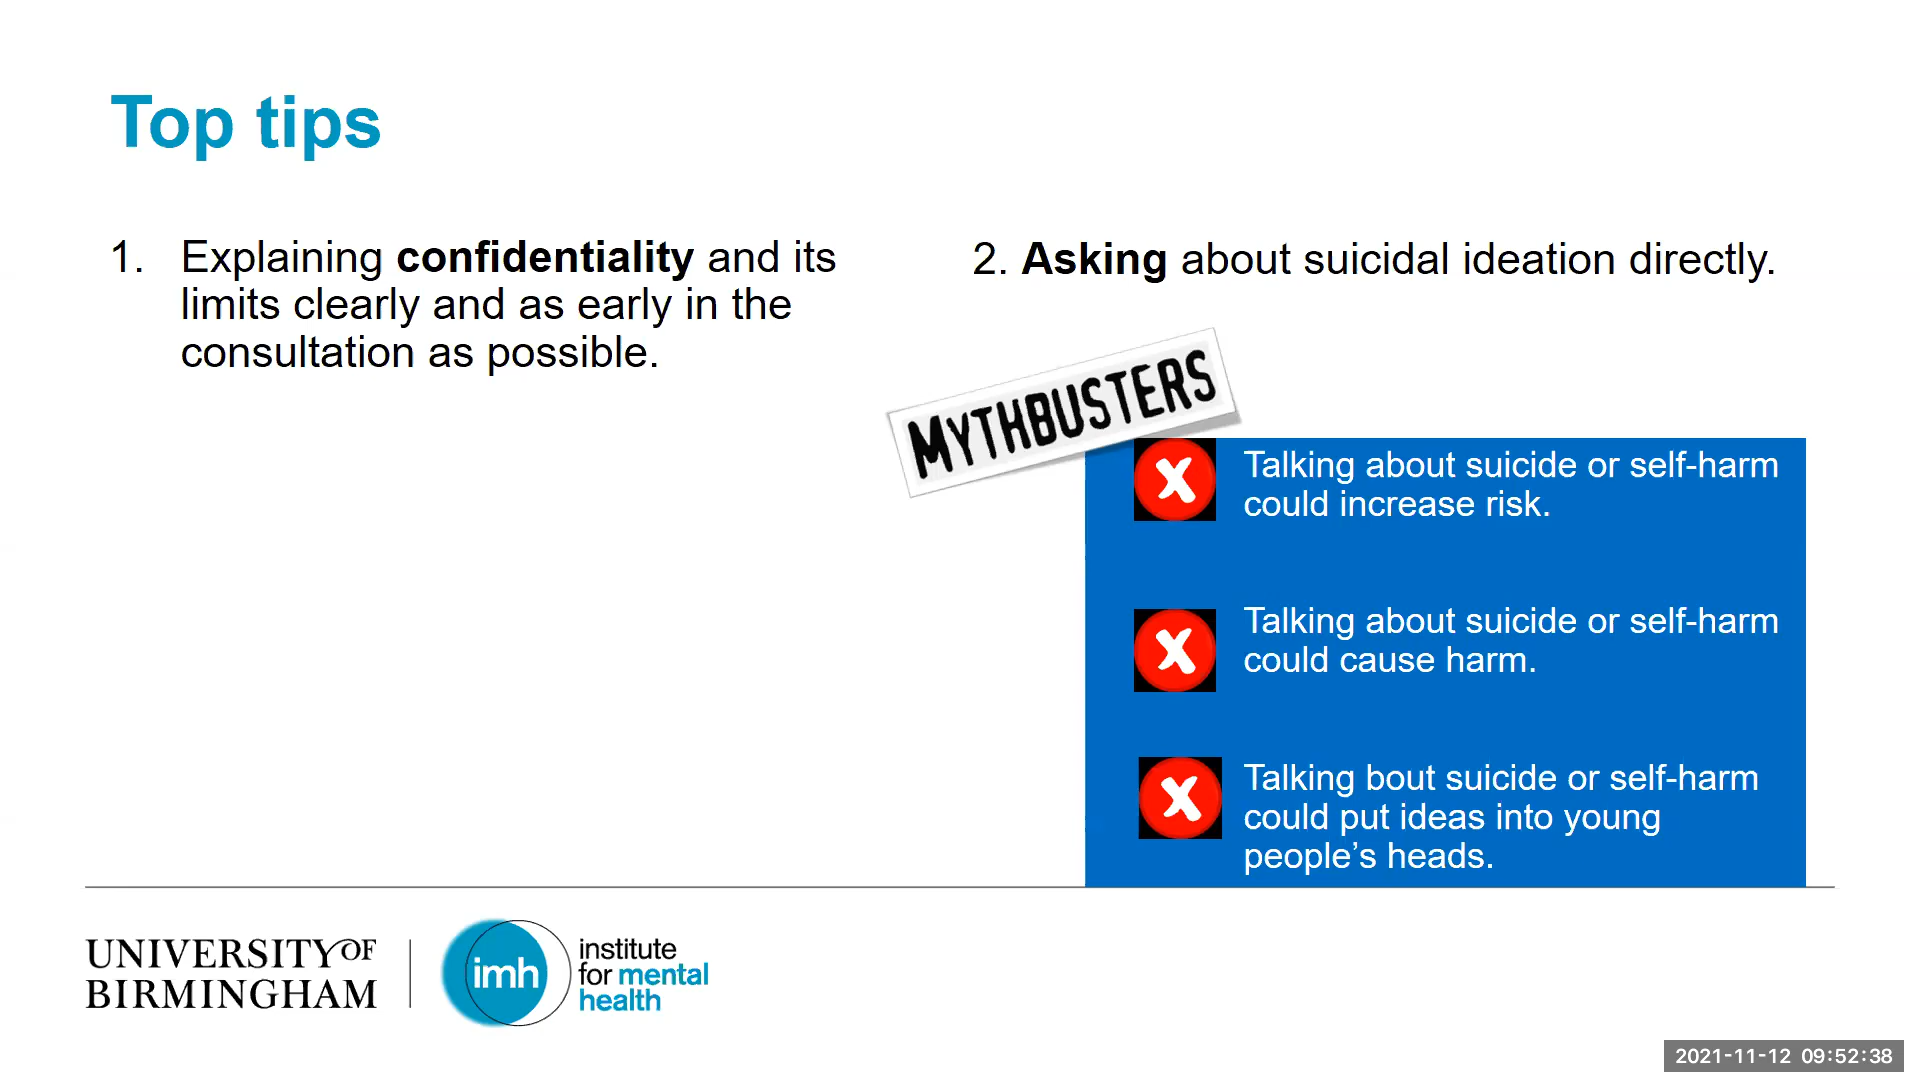 Top tips
1. Explaining confidentiality and its
limits clearly and as early in the
consultation as possible.
2. Asking about suicidal ideation directly.
MYTHBUSTERS
X
Talking about suicide or self-harm
could increase risk.
X
Talking about suicide or self-harm
could cause harm.
X
Talking bout suicide or self-harm
could put ideas into young
people’s heads.
UNIVERSITY OF
BIRMINGHAM
imh
institute
for mental
health
2021-11-12 09:52:38